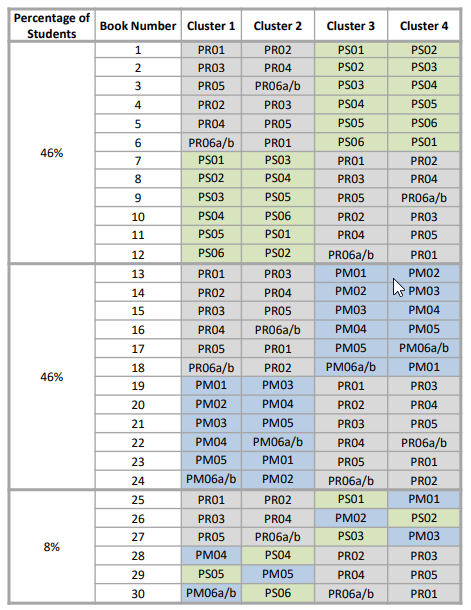 Percentage of Students Book Number Cluster 1 Cluster 2 Cluster 3 Cluster 4
1 PR01 PR02 PS01 PS02
2 PR03 PR04 PS02 PS03
3 PR05 PR06a/b PS03 PS04
4 PR02 PR03 PS04 PS05
5 PR04 PR05 PS05 PS06
6 PR06a/b PR01 PS06 PS01
46%
7 PS01 PS03 PR01 PR02
8 PS02 PS04 PR03 PR04
9 PS03 PS05 PR05 PR06a/b
10 PS04 PS06 PR02 PR03
11 PS05 PS01 PR04 PR05
12 PS06 PS02 PR06a/b PR01
13 PR01 PR03 PM01 PM02
14 PR02 PR04 PM02 PM03
15 PR03 PR05 PM03 PM04
16 PR04 PR06a/b PM04 PM05
17 PR05 PR01 PM05 PM06a/b
18 PR06a/b PR02 PM06a/b PM01
46%
19 PM01 PM03 PR01 PR03
20 PM02 PM04 PR02 PR04
21 PM03 PM05 PR03 PR05
22 PM04 PM06a/b PR04 PR06a/b
23 PM05 PM01 PR05 PR01
24 PM06a/b PM02 PR06a/b PR02
25 PR01 PR02 PS01 PM01
26 PR03 PR04 PM02 PS02
27 PR05 PR06a/b PS03 PM03
8%
28 PM04 PS04 PR02 PR03
29 PS05 PM05 PR04 PR05
30 PM06a/b PS06 PR06a/b PR01